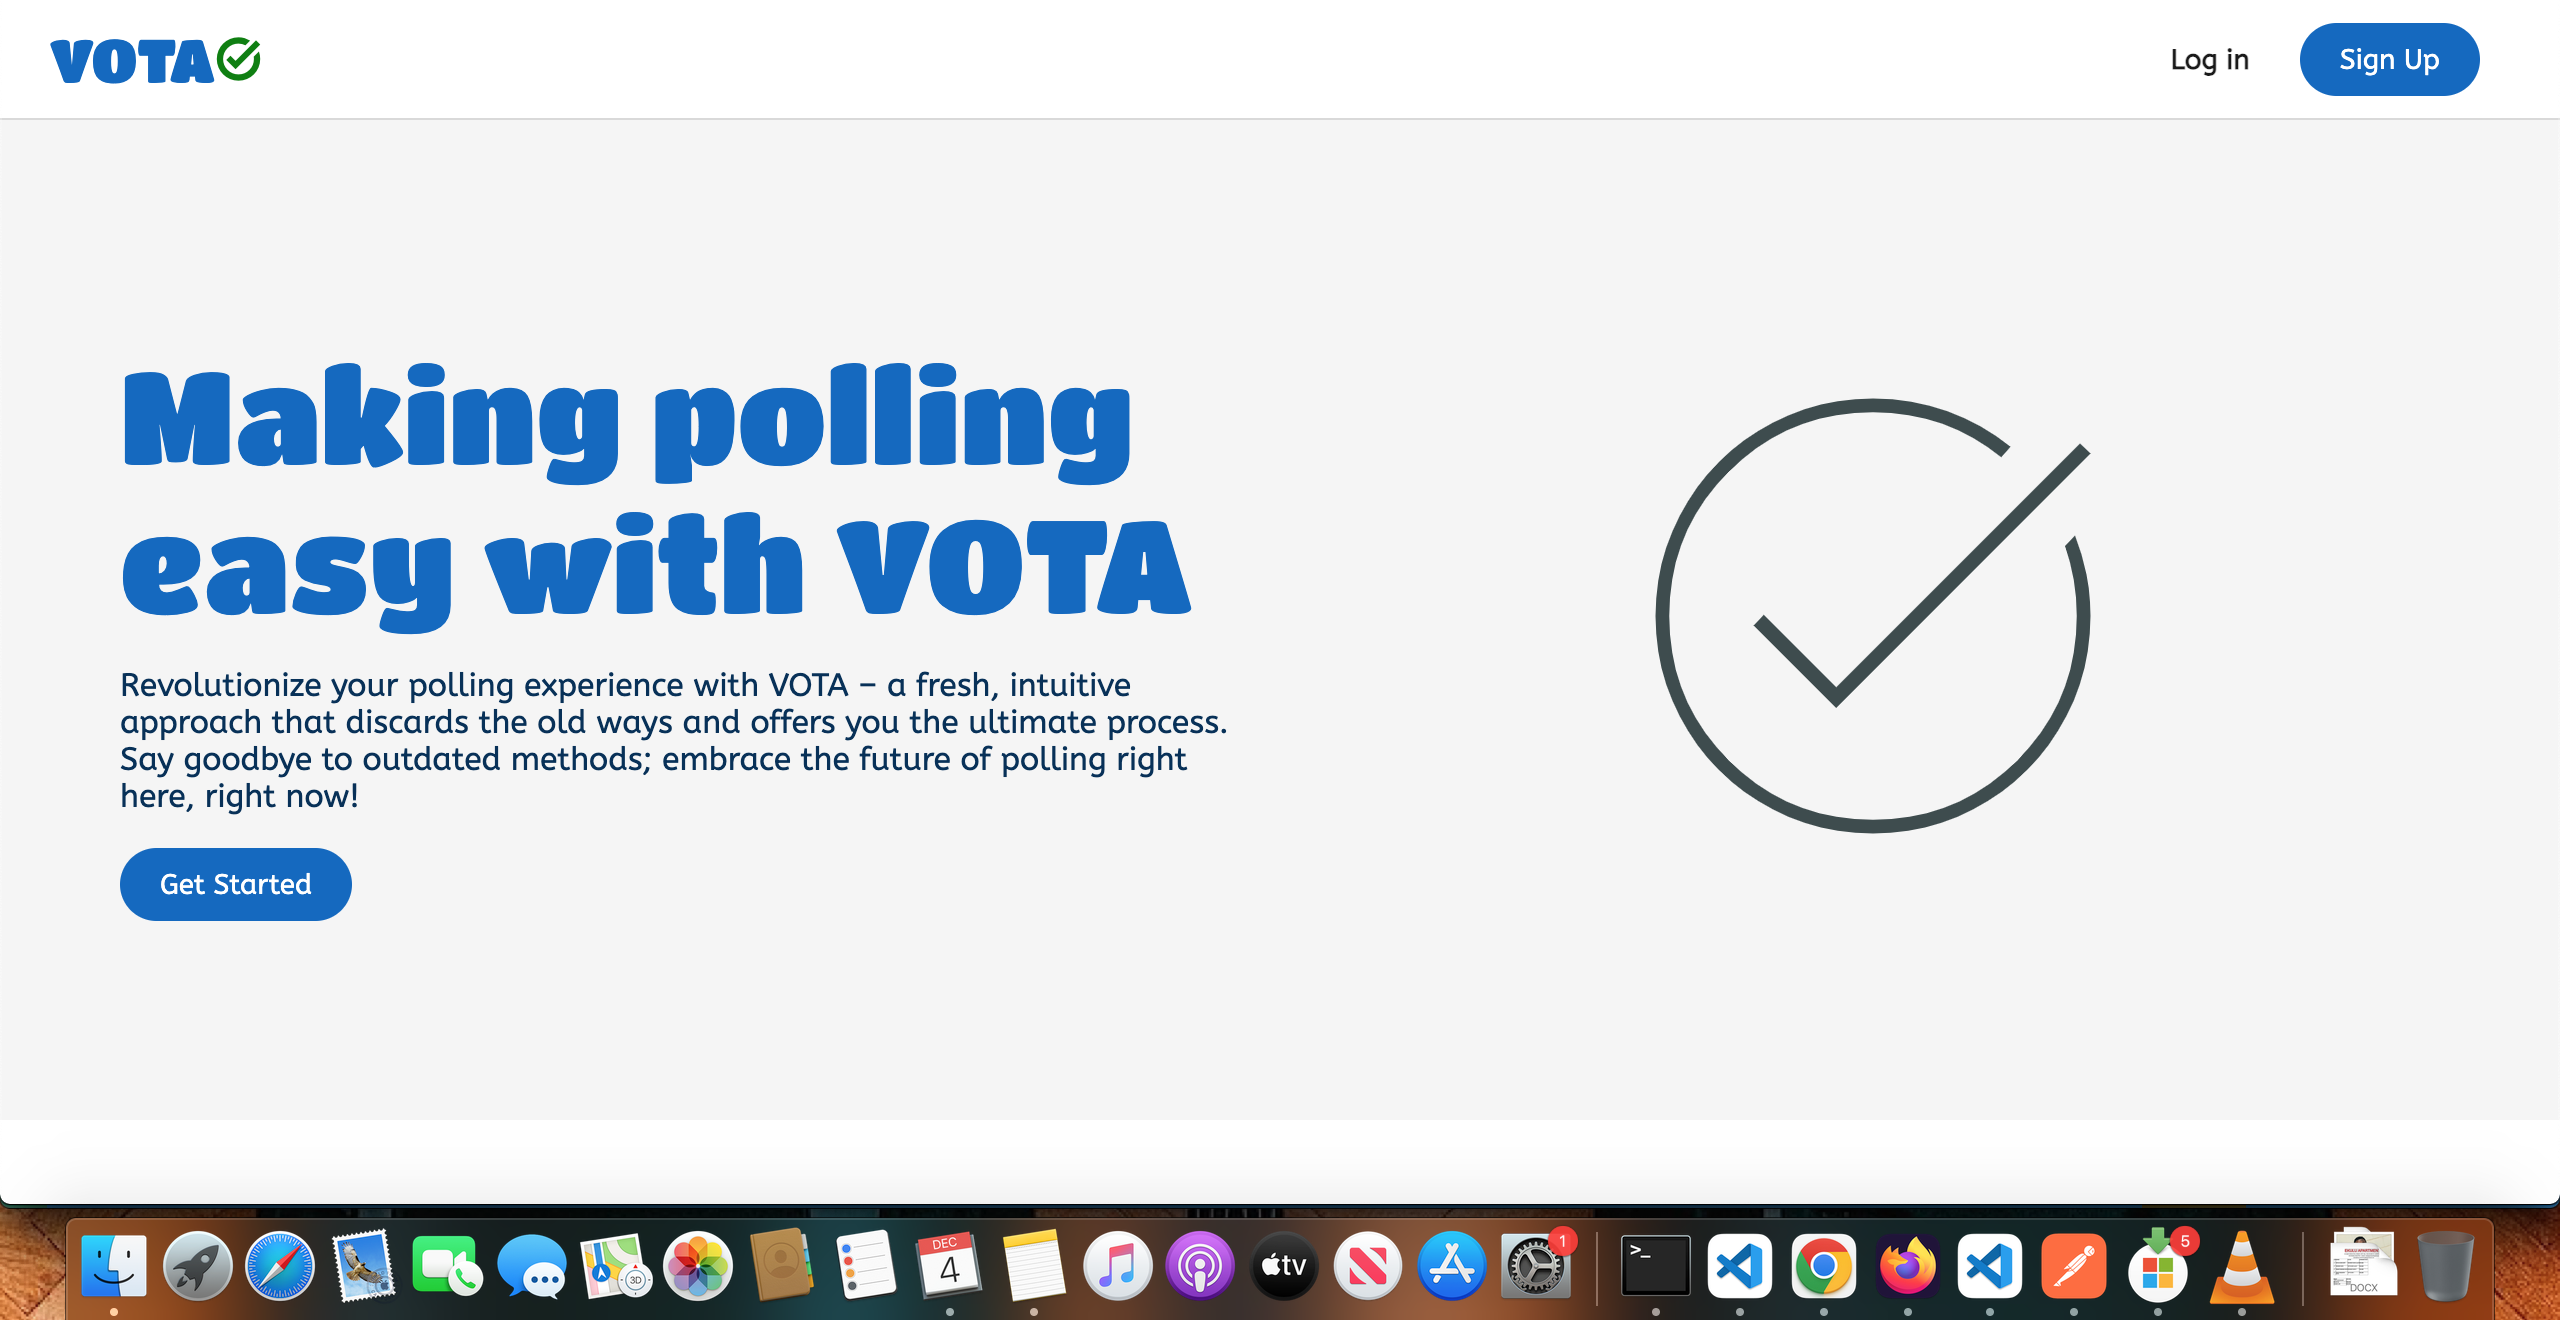 VOTA
Log in
Sign Up
Making polling
easy with VOTA
Revolutionize your polling experience with VOTA – a fresh, intuitive
approach that discards the old ways and offers you the ultimate process.
Say goodbye to outdated methods; embrace the future of polling right
here, right now!
Get Started
3D
DEC
4
tv
1
>_
5
DOCX